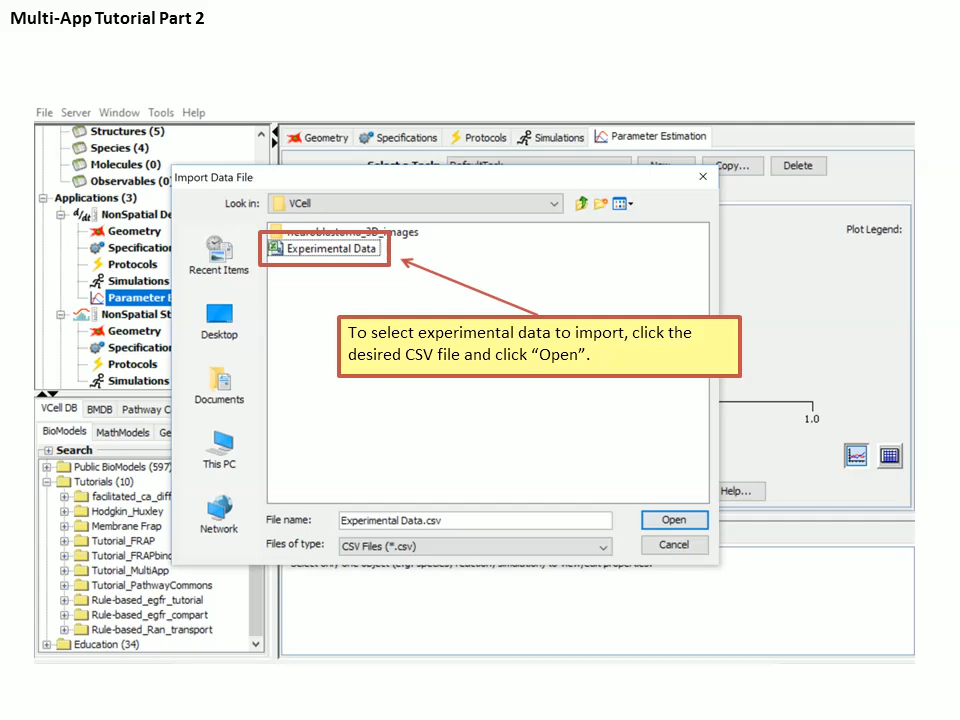 Multi-App Tutorial Part 2
File Server Window Tools Help
Structures (5)
Species (4)
Molecules (0)
Observables (0)
Applications (3)
NonSpatial De
Geometry
Specification
Protocols
Simulations
Parameter E
NonSpatial St
Geometry
Specification
Protocols
Simulations
Geometry Specifications Protocols Simulations Parameter Estimation
Copy... Delete
Plot Legend:
1.0
Help...
Import Data File
Look in: VCell
Recent Items
Desktop
Documents
This PC
Network
neuroblastoma_3D_images
Experimental Data
To select experimental data to import, click the
desired CSV file and click “Open”.
File name: Experimental Data.csv Open
Files of type: CSV Files (*.csv) Cancel
VCell DB BMDB Pathway C
BioModels MathModels Ge
Search
Public BioModels (597)
Tutorials (10)
facilitated_ca_diff
Hodgkin_Huxley
Membrane Frap
Tutorial_FRAP
Tutorial_FRAPbind
Tutorial_MultiApp
Tutorial_PathwayCommons
Rule-based_egfr_tutorial
Rule-based_egfr_compart
Rule-based_Ran_transport
Education (34)